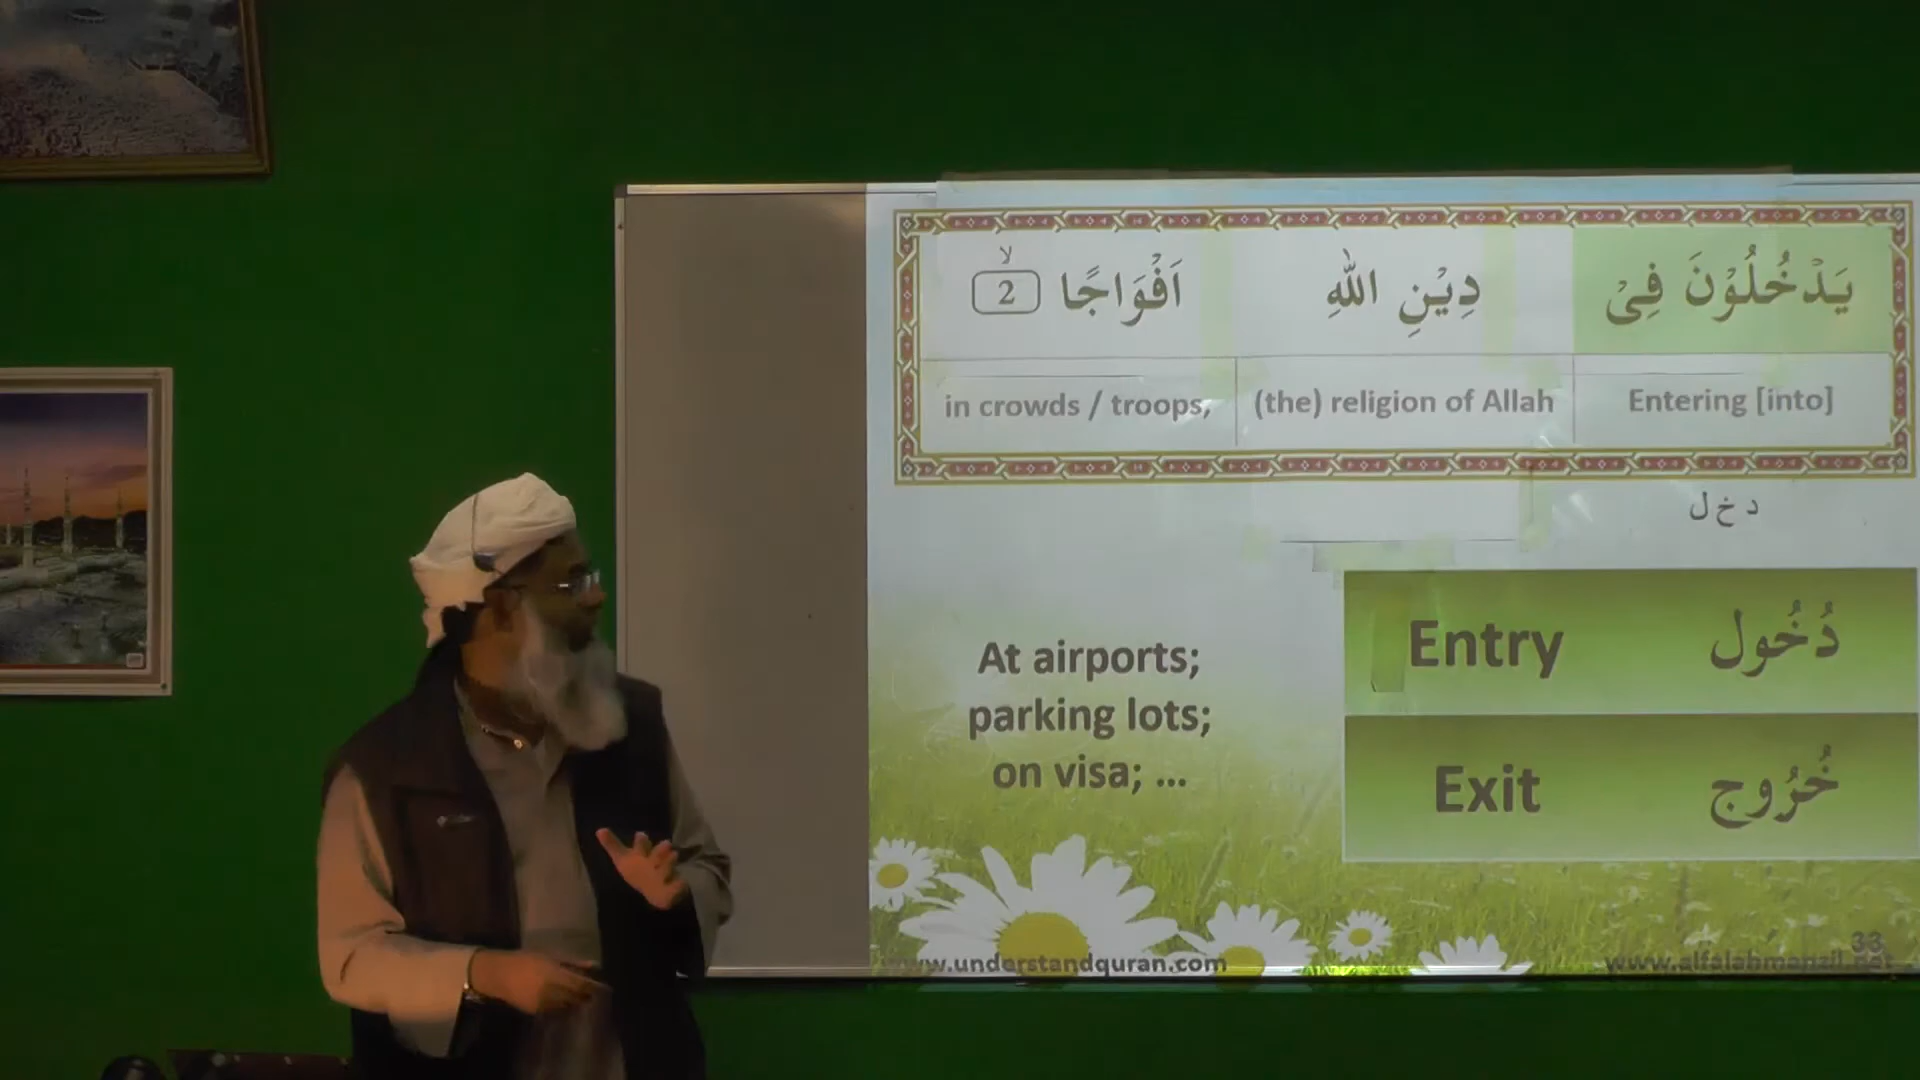 يَدْخُلُوْنَ فِىْ دِيْنِ اللّٰهِ اَفْوَاجًا ۙ 2
Entering [into] (the) religion of Allah in crowds / troops,
د خ ل
دُخُول Entry
At airports;
parking lots;
on visa; ...
خُرُوج Exit
33
www.understandquran.com www.alfalahmanzil.net